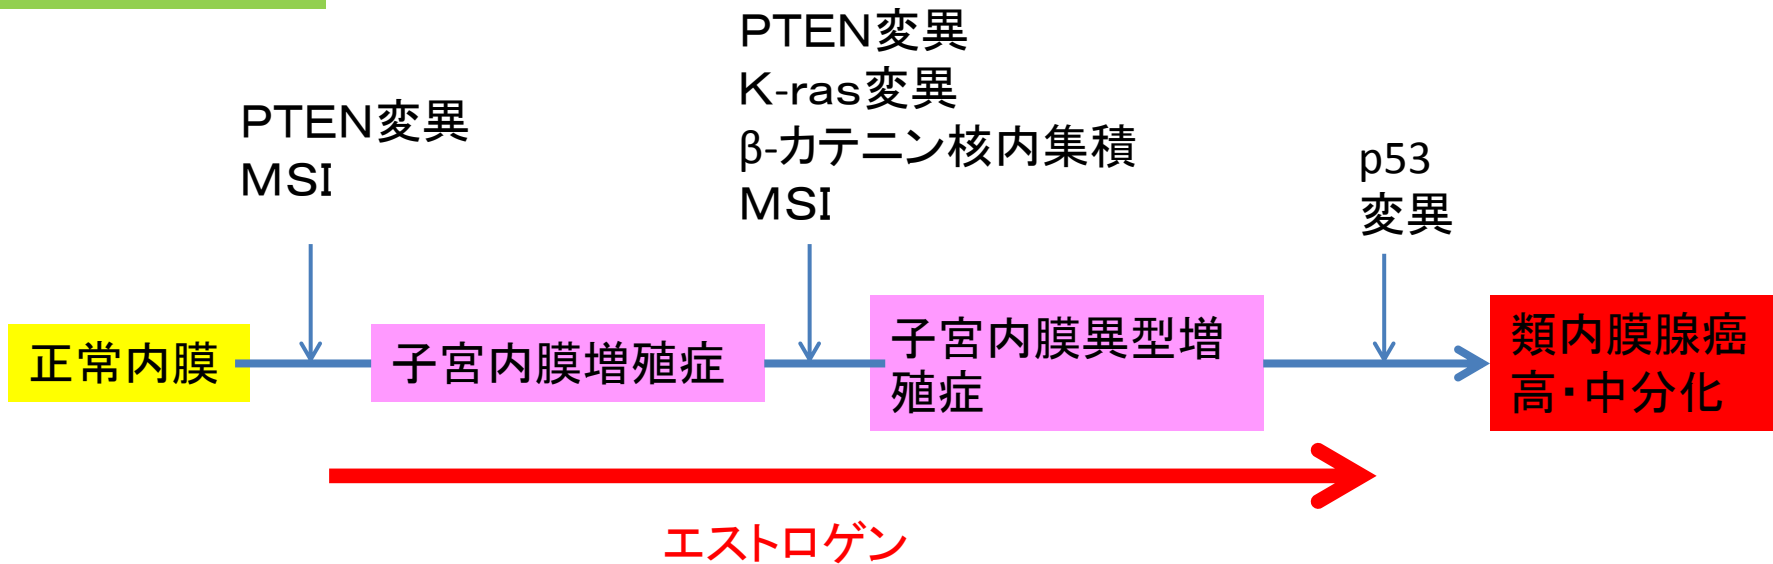 PTEN変異
K-ras変異
β-カテニン核内集積
MSI
PTEN変異
MSI
p53
変異
正常内膜
子宮内膜増殖症
子宮内膜異型増
殖症
類内膜腺癌
高・中分化
エストロゲン